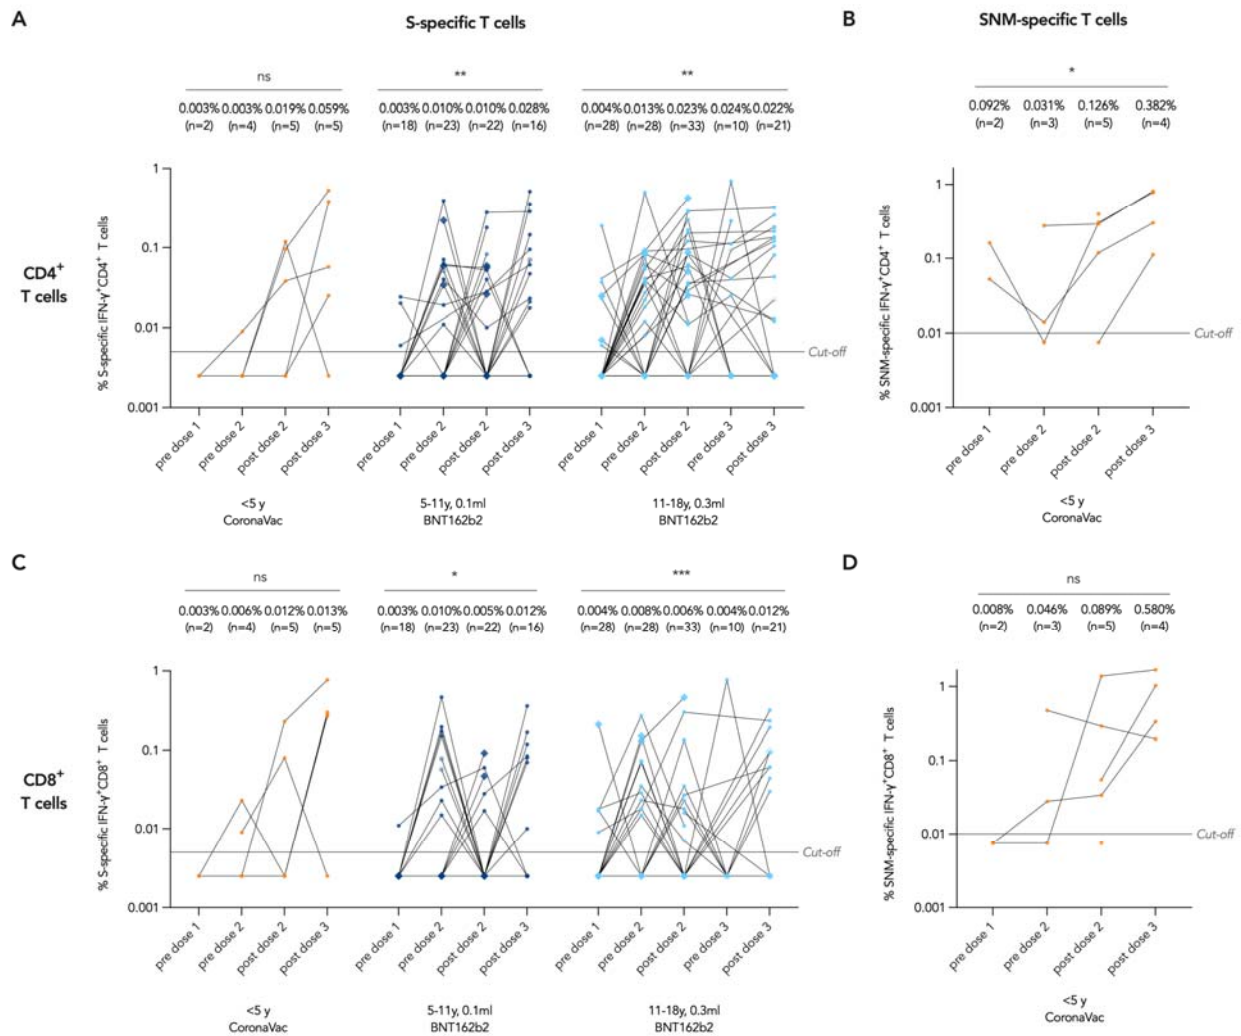 A
S-specific T cells
B
SNM-specific T cells
ns
**
**
*
0.003% 0.003% 0.019% 0.059%
(n=2) (n=4) (n=5) (n=5)
0.003% 0.010% 0.010% 0.028%
(n=18) (n=23) (n=22) (n=16)
0.004% 0.013% 0.023% 0.024% 0.022%
(n=28) (n=28) (n=33) (n=10) (n=21)
0.092% 0.031% 0.126% 0.382%
(n=2) (n=3) (n=5) (n=4)
CD4+
T cells
% S-specific IFN-γ+CD4+ T cells
1
0.1
0.01
0.001
Cut-off
pre dose 1
pre dose 2
post dose 2
post dose 3
<5 y
CoronaVac
pre dose 1
pre dose 2
post dose 2
post dose 3
5-11y, 0.1ml
BNT162b2
pre dose 1
pre dose 2
post dose 2
pre dose 3
post dose 3
11-18y, 0.3ml
BNT162b2
% SNM-specific IFN-γ+CD4+ T cells
1
0.1
0.01
0.001
Cut-off
pre dose 1
pre dose 2
post dose 2
post dose 3
<5 y
CoronaVac
C
D
ns
*
***
ns
0.003% 0.006% 0.012% 0.013%
(n=2) (n=4) (n=5) (n=5)
0.003% 0.010% 0.005% 0.012%
(n=18) (n=23) (n=22) (n=16)
0.004% 0.008% 0.006% 0.004% 0.012%
(n=28) (n=28) (n=33) (n=10) (n=21)
0.008% 0.046% 0.089% 0.580%
(n=2) (n=3) (n=5) (n=4)
CD8+
T cells
% S-specific IFN-γ+CD8+ T cells
1
0.1
0.01
0.001
Cut-off
pre dose 1
pre dose 2
post dose 2
post dose 3
<5 y
CoronaVac
pre dose 1
pre dose 2
post dose 2
post dose 3
5-11y, 0.1ml
BNT162b2
pre dose 1
pre dose 2
post dose 2
pre dose 3
post dose 3
11-18y, 0.3ml
BNT162b2
% SNM-specific IFN-γ+CD8+ T cells
1
0.1
0.01
0.001
Cut-off
pre dose 1
pre dose 2
post dose 2
post dose 3
<5 y
CoronaVac